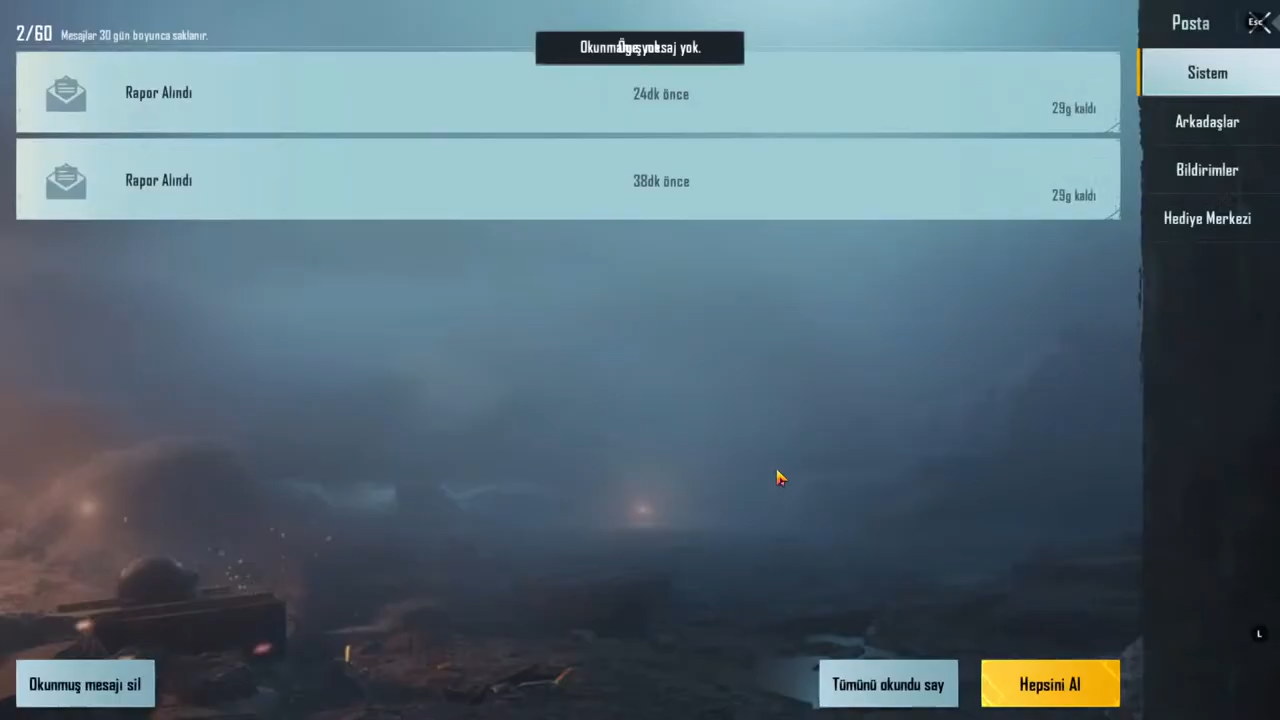 2/60 Mesajlar 30 gün boyunca saklanır.
Posta
Esc
Rapor Alındı
24dk önce
29g kaldı
Rapor Alındı
38dk önce
29g kaldı
Sistem
Arkadaşlar
Bildirimler
Hediye Merkezi
L
Okunmuş mesajı sil
Tümünü okundu say
Hepsini Al